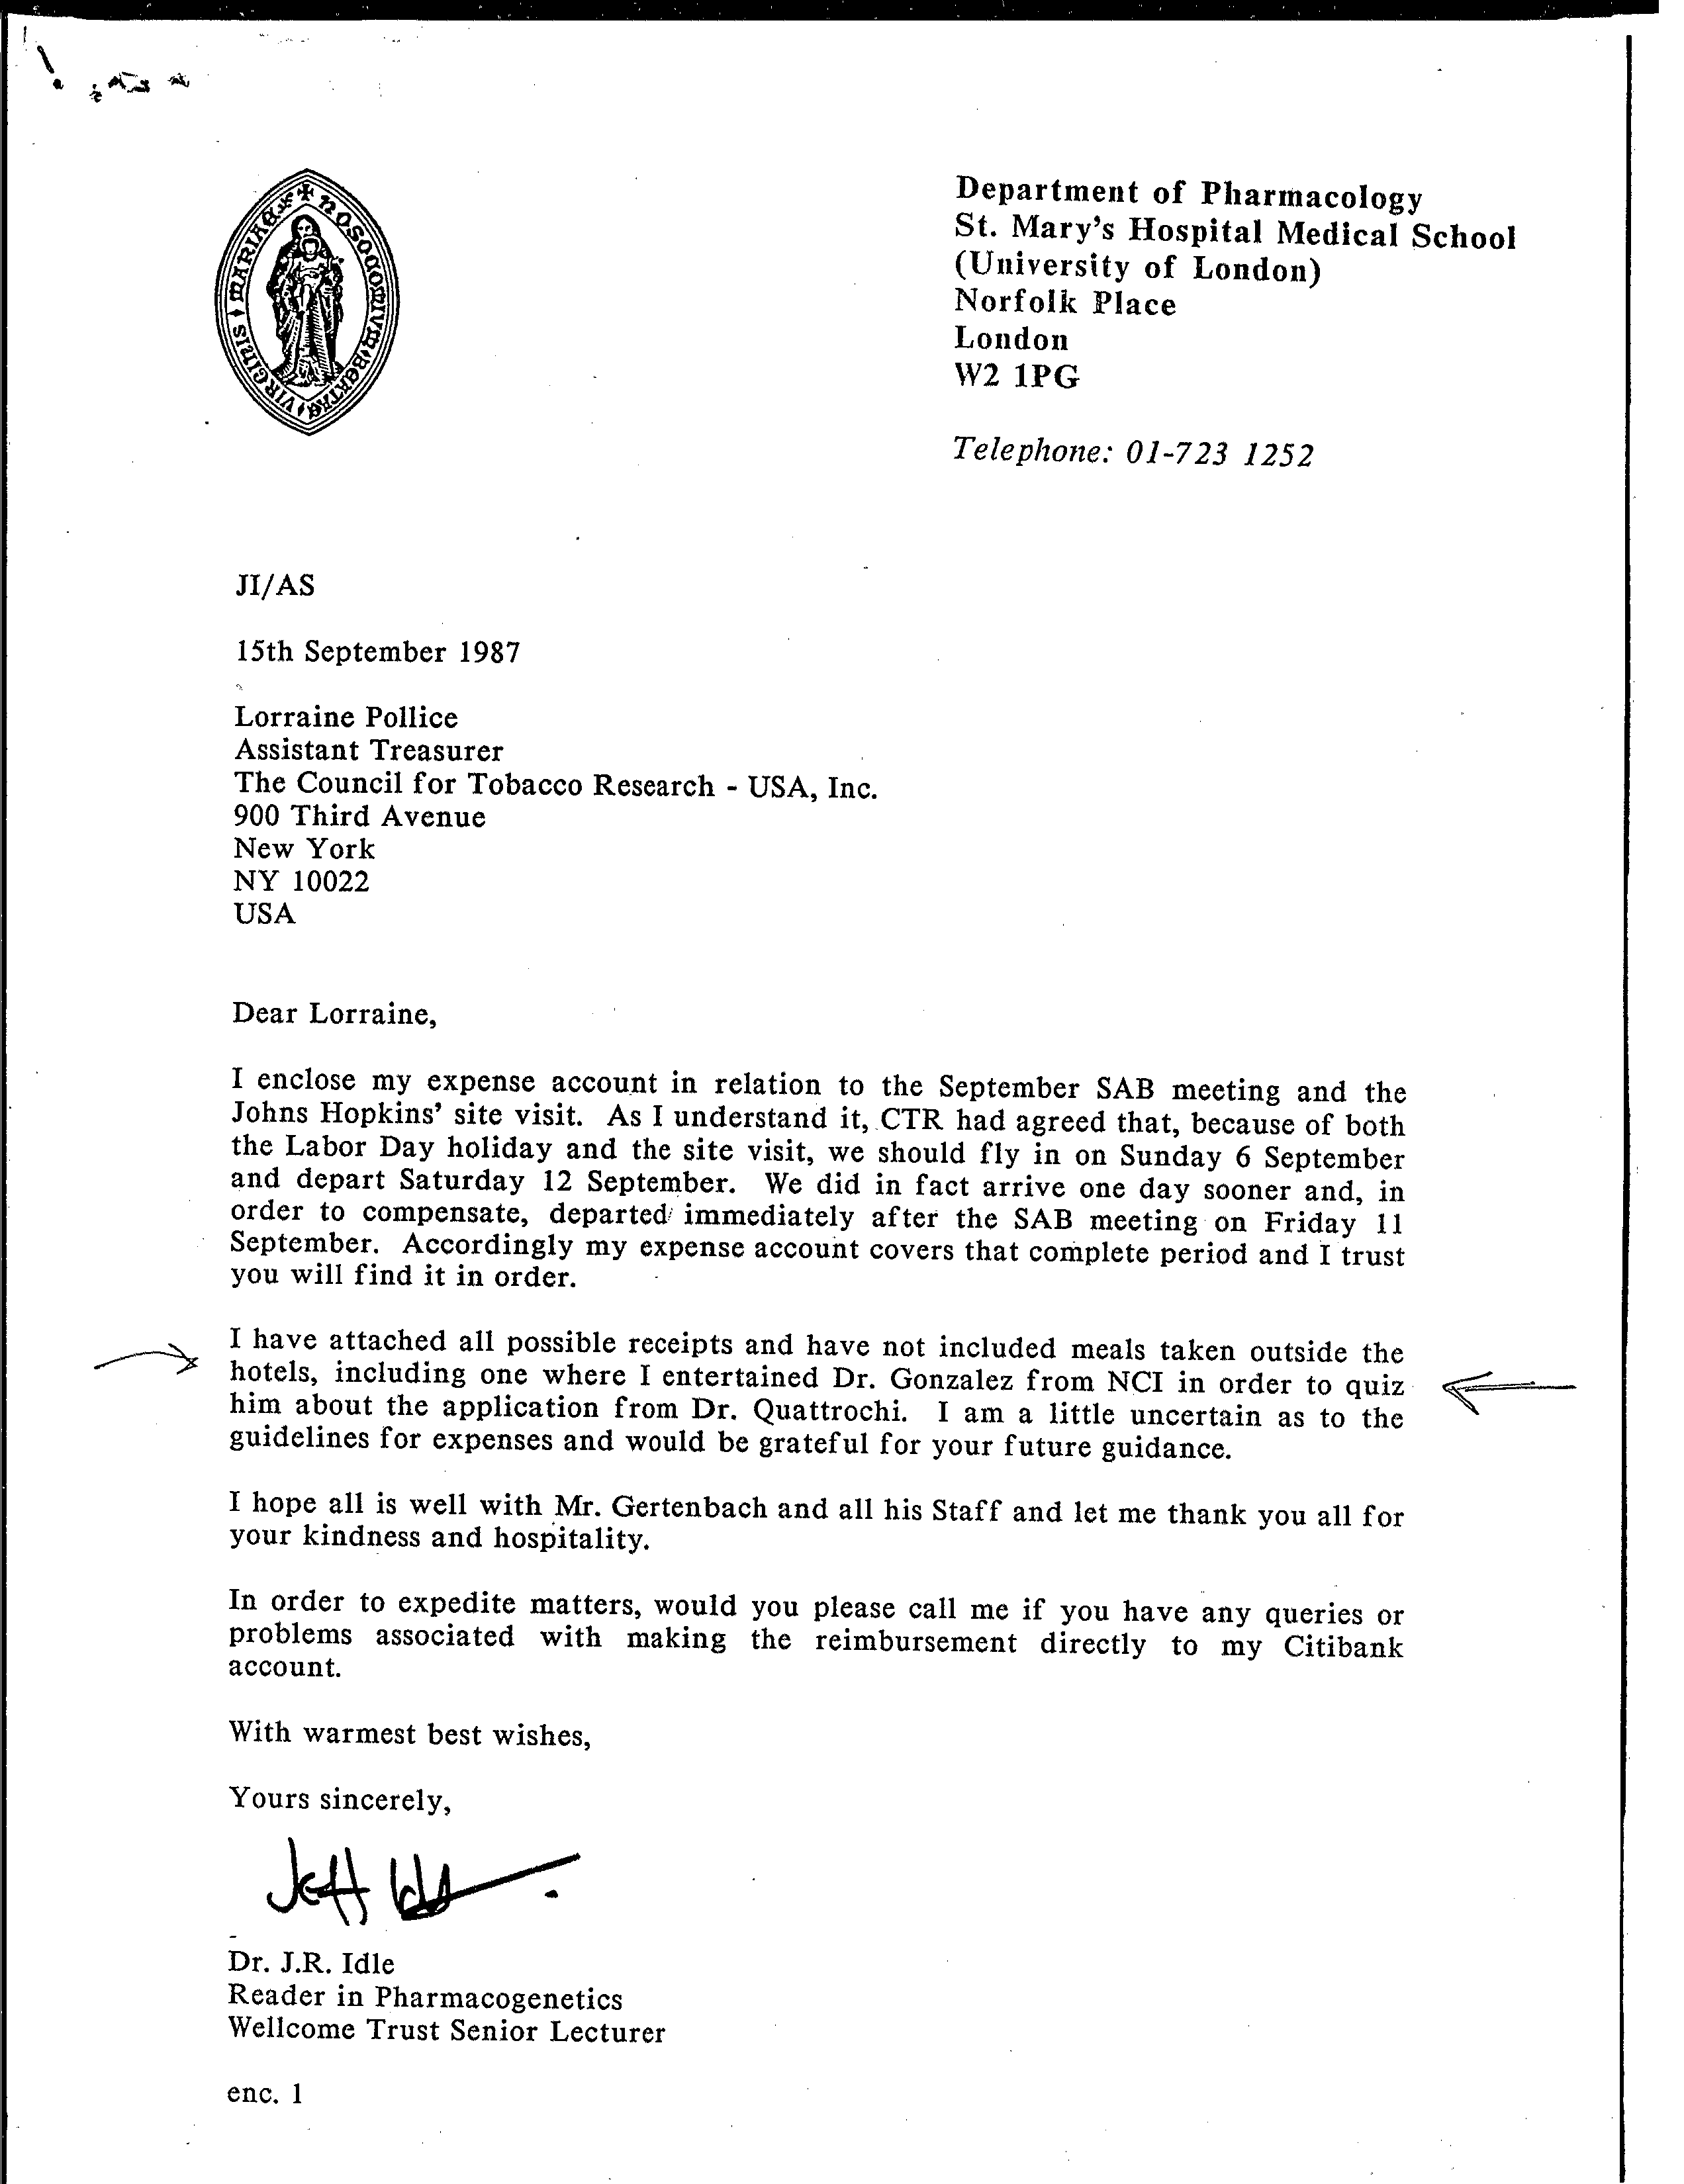 NOSOCOMIVM BEATAE VIRGINIS MARIAE
Department of Pharmacology
St. Mary's Hospital Medical School
(University of London)
Norfolk Place
London
W2 1PG
Telephone: 01-723 1252
JI/AS
15th September 1987
Lorraine Pollice
Assistant Treasurer
The Council for Tobacco Research - USA, Inc.
900 Third Avenue
New York
NY 10022
USA
Dear Lorraine,
I enclose my expense account in relation to the September SAB meeting and the
Johns Hopkins' site visit. As I understand it, CTR had agreed that, because of both
the Labor Day holiday and the site visit, we should fly in on Sunday 6 September
and depart Saturday 12 September. We did in fact arrive one day sooner and, in
order to compensate, departed immediately after the SAB meeting on Friday 11
September. Accordingly my expense account covers that complete period and I trust
you will find it in order.
I have attached all possible receipts and have not included meals taken outside the
hotels, including one where I entertained Dr. Gonzalez from NCI in order to quiz
him about the application from Dr. Quattrochi. I am a little uncertain as to the
guidelines for expenses and would be grateful for your future guidance.
I hope all is well with Mr. Gertenbach and all his Staff and let me thank you all for
your kindness and hospitality.
In order to expedite matters, would you please call me if you have any queries or
problems associated with making the reimbursement directly to my Citibank
account.
With warmest best wishes,
Yours sincerely,
Jeff Idle
Dr. J.R. Idle
Reader in Pharmacogenetics
Wellcome Trust Senior Lecturer
enc. 1